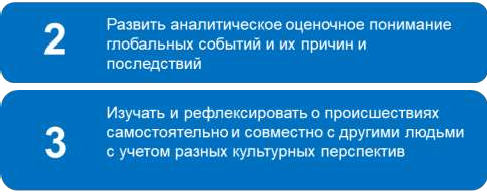 2
Развить аналитическое оценочное понимание
глобальных событий и их причин и
последствий
3
Изучать и рефлексировать о происшествиях
самостоятельно и совместно с другими людьми
с учетом разных культурных перспектив